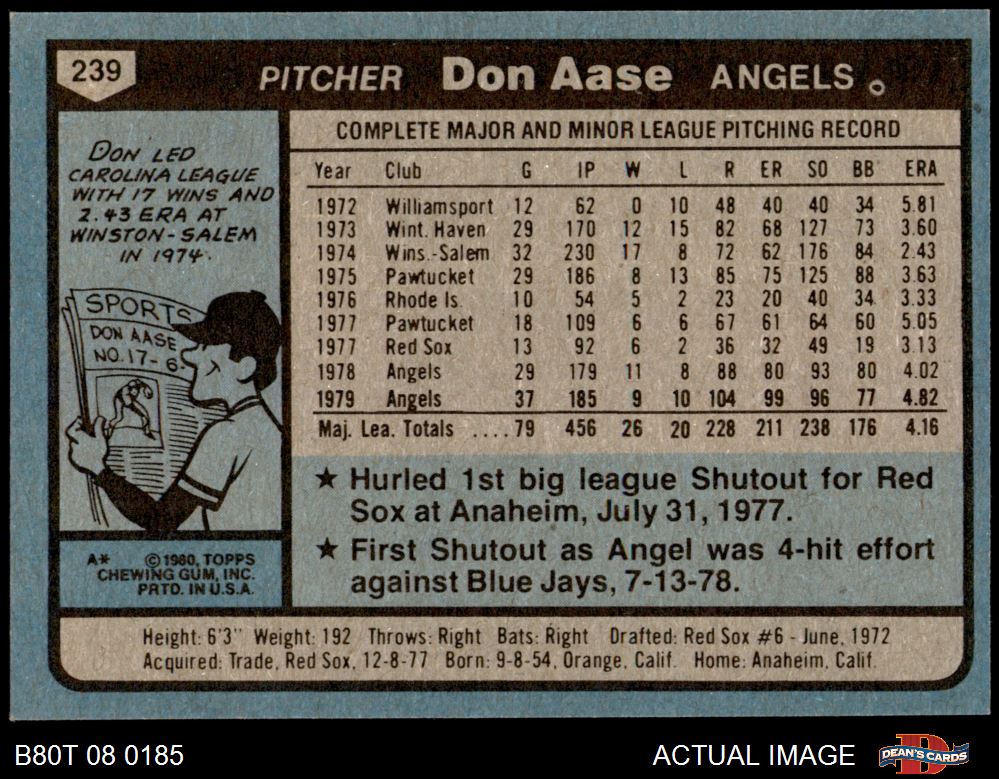 239
PITCHER Don Aase ANGELS
DON LED
CAROLINA LEAGUE
WITH 17 WINS AND
2.43 ERA AT
WINSTON-SALEM
IN 1974.
SPORTS
DON AASE
NO. 17-6
A* ©1980, TOPPS
CHEWING GUM, INC.
PRTD. IN U.S.A.
COMPLETE MAJOR AND MINOR LEAGUE PITCHING RECORD
Year Club G IP W L R ER SO BB ERA
1972 Williamsport 12 62 0 10 48 40 40 34 5.81
1973 Wint. Haven 29 170 12 15 82 68 127 73 3.60
1974 Wins.-Salem 32 230 17 8 72 62 176 84 2.43
1975 Pawtucket 29 186 8 13 85 75 125 88 3.63
1976 Rhode Is. 10 54 5 2 23 20 40 34 3.33
1977 Pawtucket 18 109 6 6 67 61 64 60 5.05
1977 Red Sox 13 92 6 2 36 32 49 19 3.13
1978 Angels 29 179 11 8 88 80 93 80 4.02
1979 Angels 37 185 9 10 104 99 96 77 4.82
Maj. Lea. Totals ....79 456 26 20 228 211 238 176 4.16
★ Hurled 1st big league Shutout for Red
Sox at Anaheim, July 31, 1977.
★ First Shutout as Angel was 4-hit effort
against Blue Jays, 7-13-78.
Height: 6'3" Weight: 192 Throws: Right Bats: Right Drafted: Red Sox #6 - June, 1972
Acquired: Trade, Red Sox, 12-8-77 Born: 9-8-54, Orange, Calif. Home: Anaheim, Calif.
B80T 08 0185
ACTUAL IMAGE
D
DEAN'S CARDS